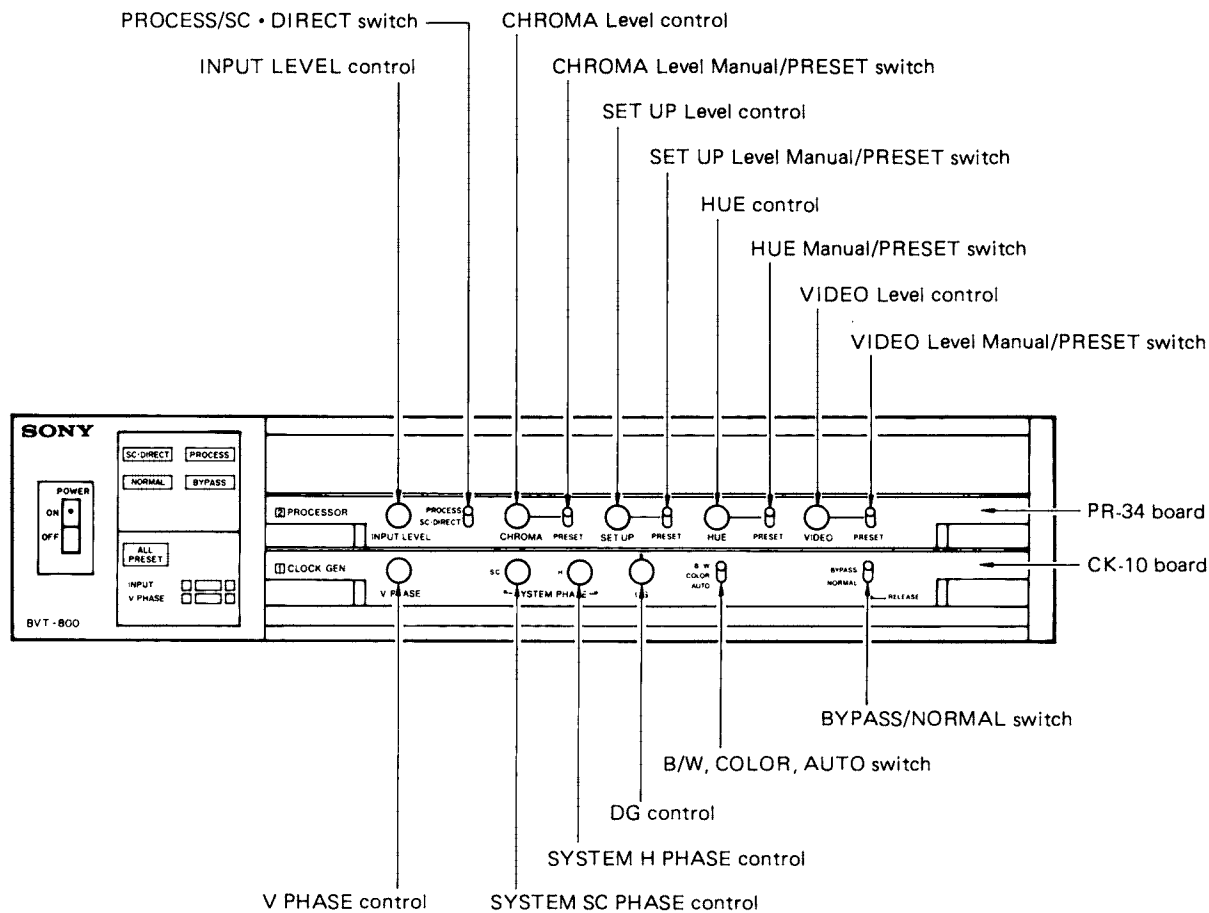 PROCESS/SC • DIRECT switch
CHROMA Level control
INPUT LEVEL control
CHROMA Level Manual/PRESET switch
SET UP Level control
SET UP Level Manual/PRESET switch
HUE control
HUE Manual/PRESET switch
VIDEO Level control
VIDEO Level Manual/PRESET switch
SONY
SC·DIRECT
PROCESS
NORMAL
BYPASS
POWER
ON
OFF
2 PROCESSOR
INPUT LEVEL
PROCESS
SC·DIRECT
CHROMA
PRESET
SET UP
PRESET
HUE
PRESET
VIDEO
PRESET
PR-34 board
ALL
PRESET
INPUT
V PHASE
BVT-800
1 CLOCK GEN
V PHASE
SC
H
SYSTEM PHASE
B W
COLOR
AUTO
BYPASS
NORMAL
RELEASE
CK-10 board
BYPASS/NORMAL switch
B/W, COLOR, AUTO switch
DG control
SYSTEM H PHASE control
V PHASE control
SYSTEM SC PHASE control